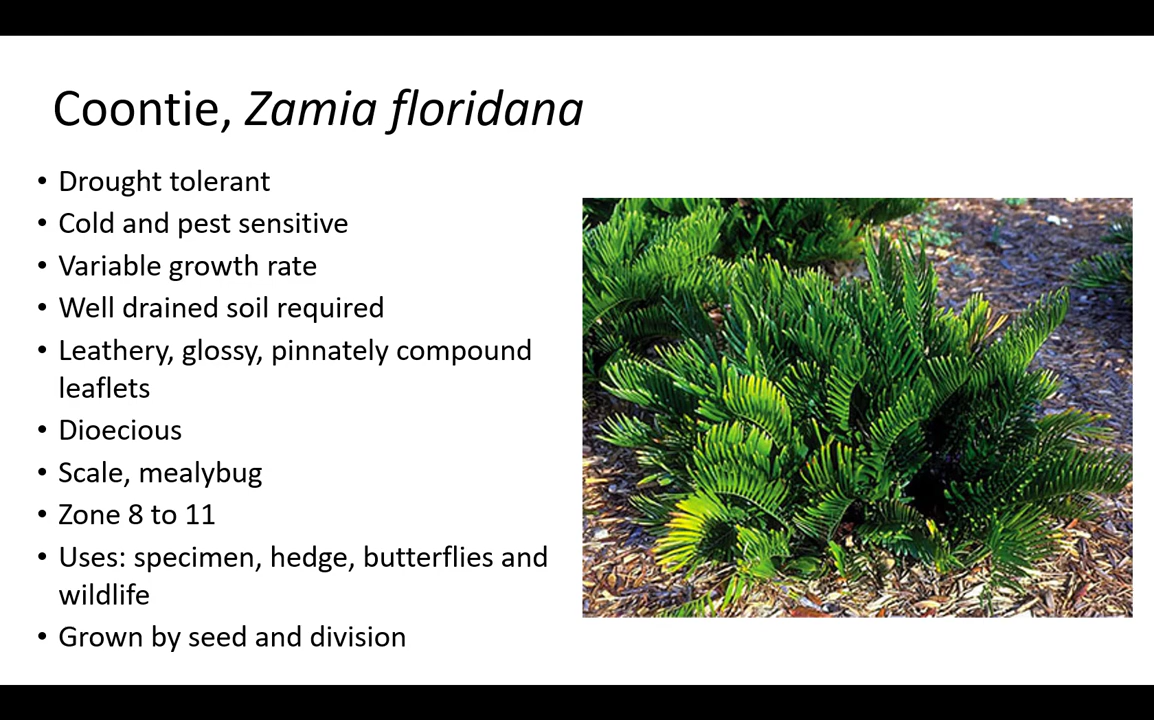 Coontie, Zamia floridana
• Drought tolerant
• Cold and pest sensitive
• Variable growth rate
• Well drained soil required
• Leathery, glossy, pinnately compound
leaflets
• Dioecious
• Scale, mealybug
• Zone 8 to 11
• Uses: specimen, hedge, butterflies and
wildlife
• Grown by seed and division